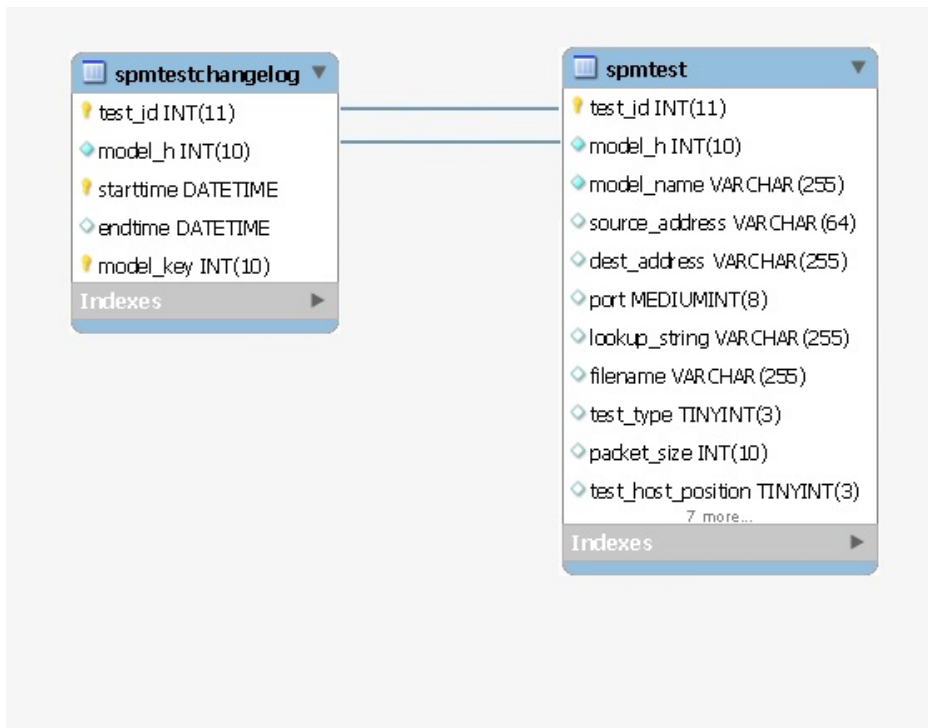 spmtestchangelog
test_id INT(11)
model_h INT(10)
starttime DATETIME
endtime DATETIME
model_key INT(10)
Indexes
spmtest
test_id INT(11)
model_h INT(10)
model_name VARCHAR(255)
source_address VARCHAR(64)
dest_address VARCHAR(255)
port MEDIUMINT(8)
lookup_string VARCHAR(255)
filename VARCHAR(255)
test_type TINYINT(3)
packet_size INT(10)
test_host_position TINYINT(3)
7 more...
Indexes